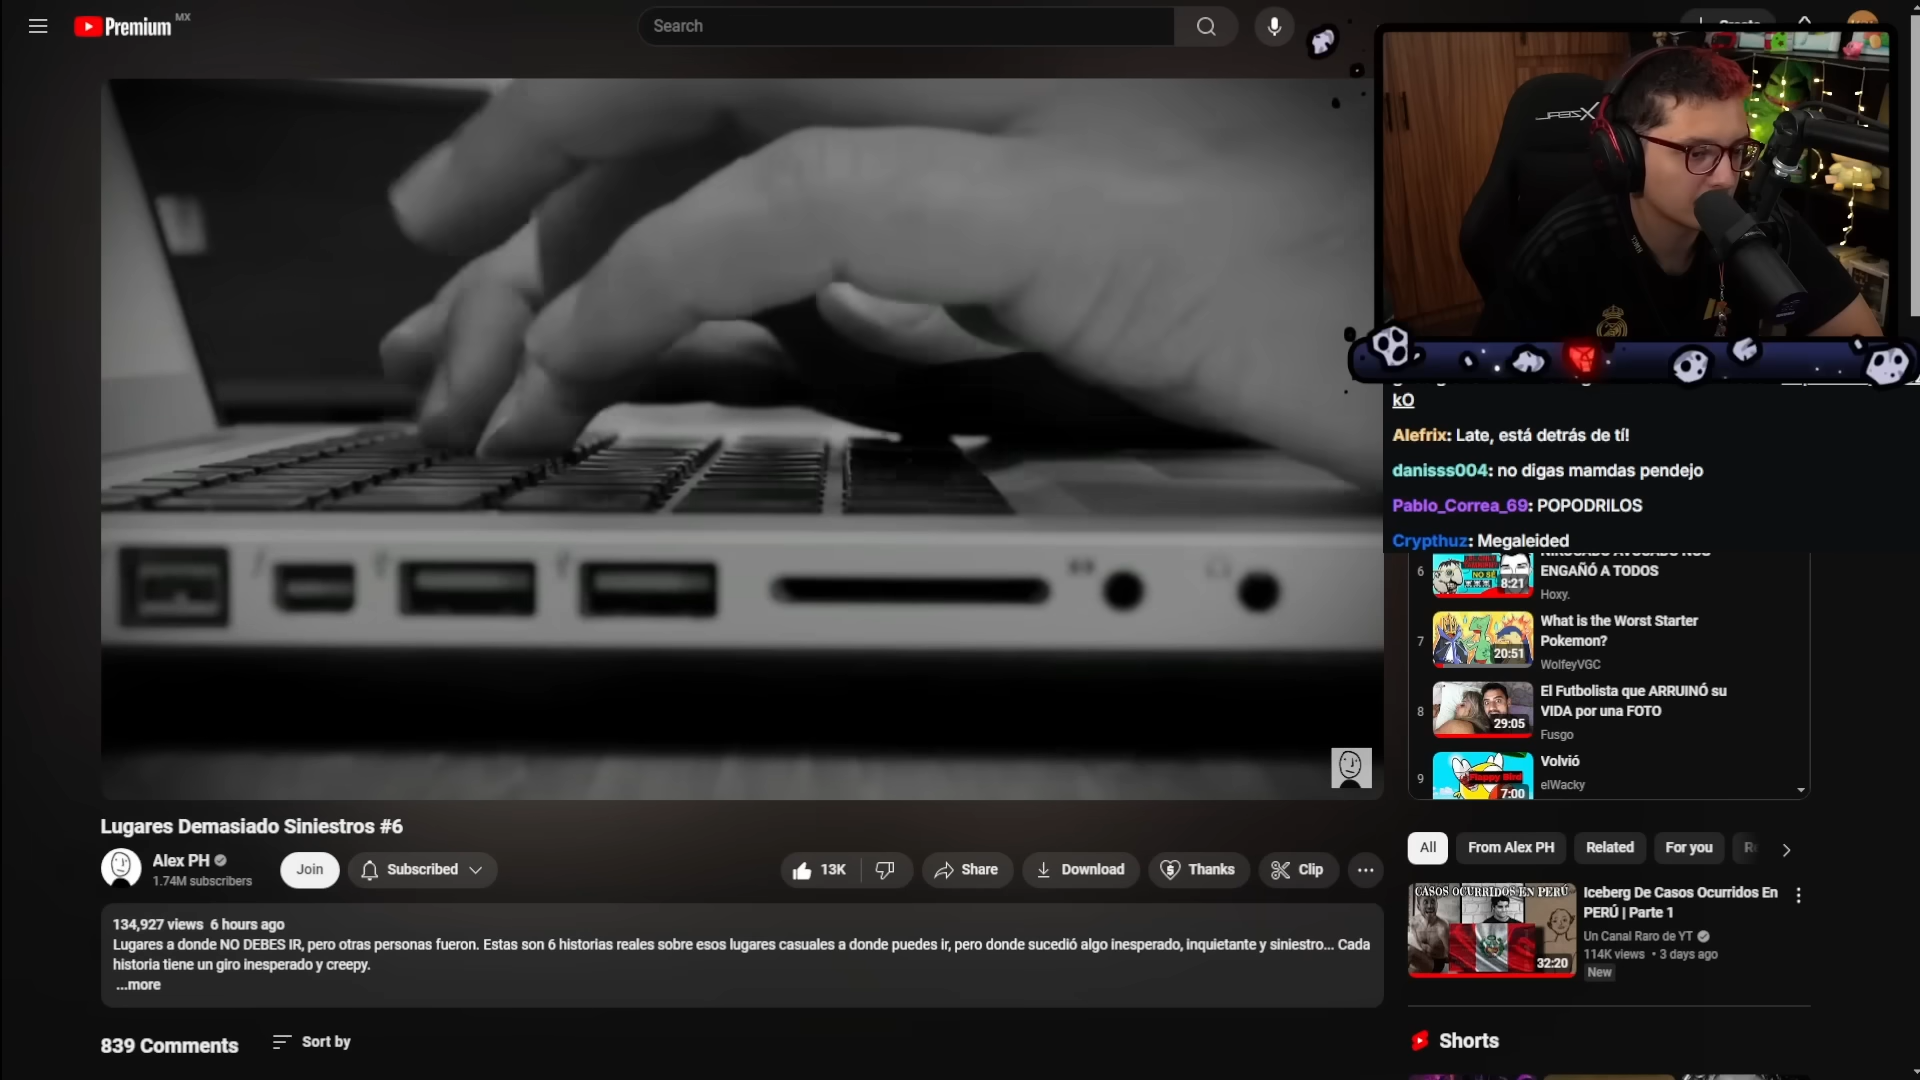 Premium MX
Search
kO
Alefrix: Late, está detrás de tí!
danisss004: no digas mamdas pendejo
Pablo_Correa_69: POPODRILOS
Crypthuz: Megaleided
6
8:21
ENGAÑÓ A TODOS
Hoxy.
7
20:51
What is the Worst Starter
Pokemon?
WolfeyVGC
8
29:05
El Futbolista que ARRUINÓ su
VIDA por una FOTO
Fusgo
9
Flappy Bird
7:00
Volvió
elWacky
Lugares Demasiado Siniestros #6
Alex PH
1.74M subscribers
Join
Subscribed
13K
Share
Download
Thanks
Clip
134,927 views 6 hours ago
Lugares a donde NO DEBES IR, pero otras personas fueron. Estas son 6 historias reales sobre esos lugares casuales a donde puedes ir, pero donde sucedió algo inesperado, inquietante y siniestro... Cada
historia tiene un giro inesperado y creepy.
...more
839 Comments
Sort by
All
From Alex PH
Related
For you
CASOS OCURRIDOS EN PERÚ
32:20
Iceberg De Casos Ocurridos En
PERÚ | Parte 1
Un Canal Raro de YT
114K views • 3 days ago
New
Shorts